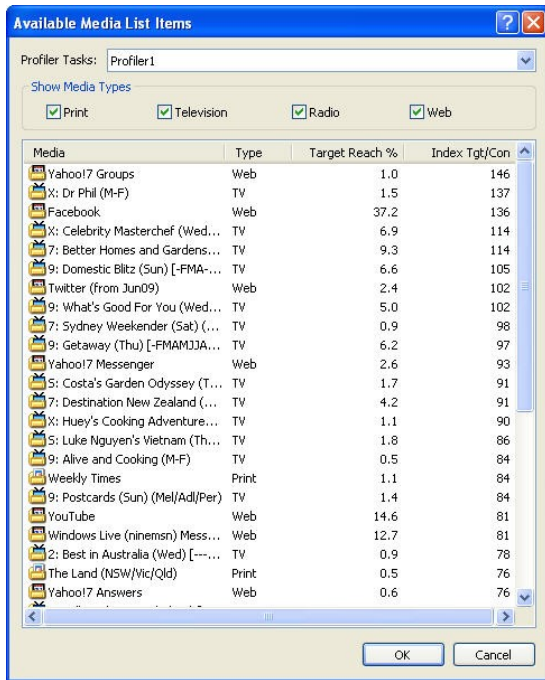 Available Media List Items
Profiler Tasks: Profiler1
Show Media Types
Print Television Radio Web
Media Type Target Reach % Index Tgt/Con
Yahoo!7 Groups Web 1.0 146
X: Dr Phil (M-F) TV 1.5 137
Facebook Web 37.2 136
X: Celebrity Masterchef (Wed... TV 6.9 114
7: Better Homes and Gardens... TV 9.3 114
9: Domestic Blitz (Sun) [-FMA-... TV 6.6 105
Twitter (from Jun09) Web 2.4 102
9: What's Good For You (Wed... TV 5.0 102
7: Sydney Weekender (Sat) (... TV 0.9 98
9: Getaway (Thu) [-FMAMJJA... TV 6.2 97
Yahoo!7 Messenger Web 2.6 93
S: Costa's Garden Odyssey (T... TV 1.7 91
7: Destination New Zealand (... TV 4.2 91
X: Huey's Cooking Adventure... TV 1.1 90
S: Luke Nguyen's Vietnam (Th... TV 1.8 86
9: Alive and Cooking (M-F) TV 0.5 84
Weekly Times Print 1.1 84
9: Postcards (Sun) (Mel/Adl/Per) TV 1.4 84
YouTube Web 14.6 81
Windows Live (ninemsn) Mess... Web 12.7 81
2: Best in Australia (Wed) [---... TV 0.9 78
The Land (NSW/Vic/Qld) Print 0.5 76
Yahoo!7 Answers Web 0.6 76
OK Cancel